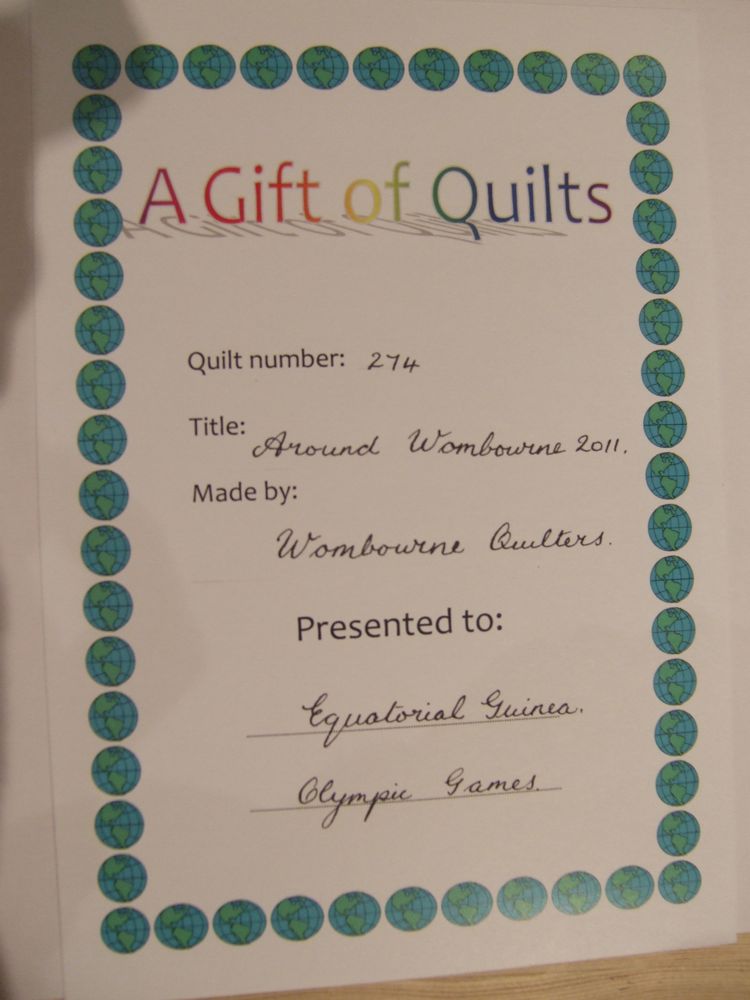 A Gift of Quilts
Quilt number: 274
Title: Around Wombourne 2011.
Made by:
Wombourne Quilters.
Presented to:
Equatorial Guinea.
Olympic Games.